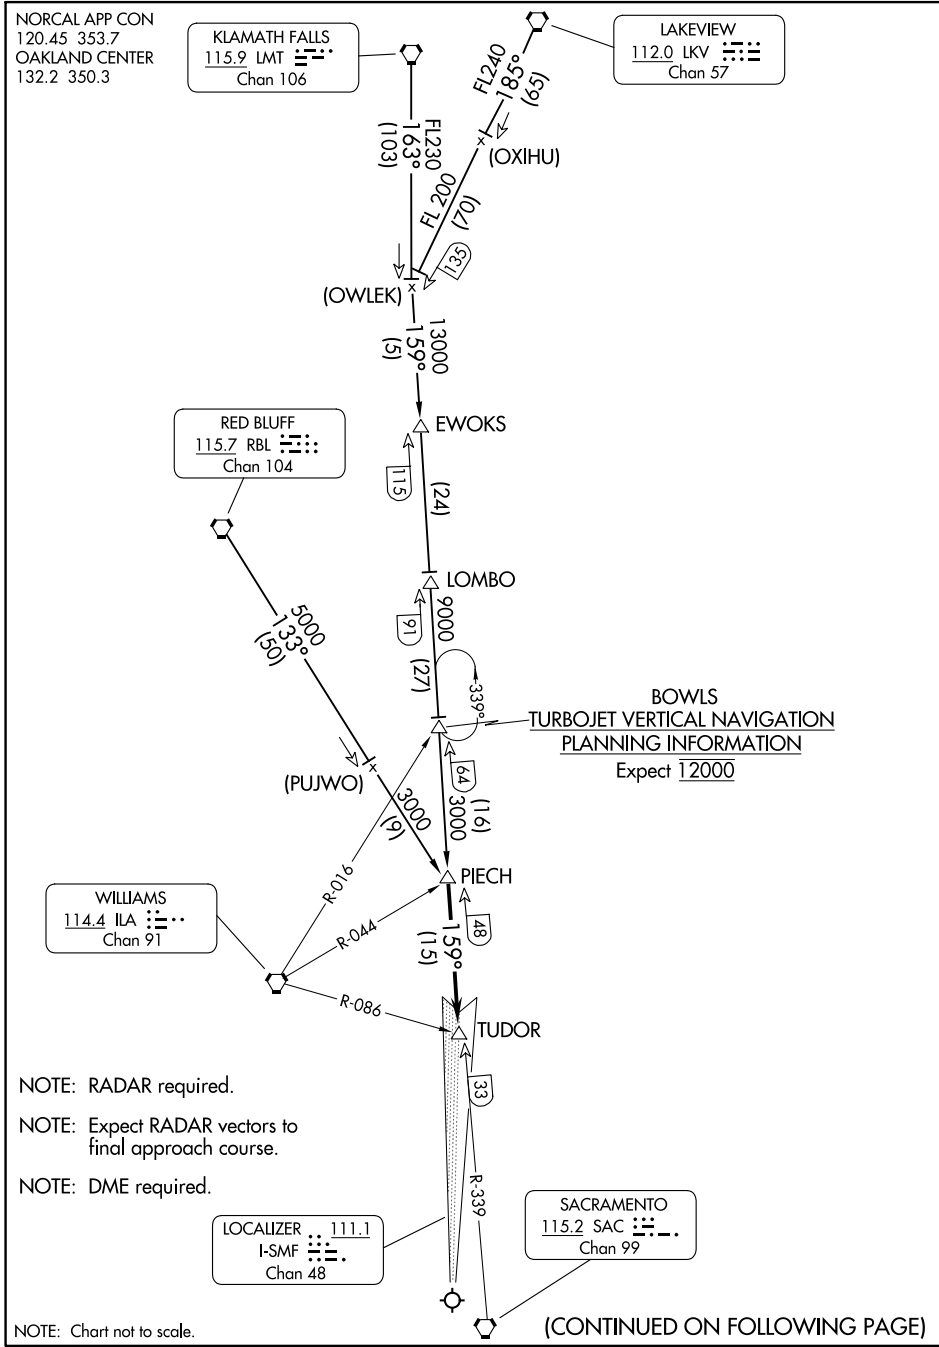 NORCAL APP CON
120.45 353.7
OAKLAND CENTER
132.2 350.3
KLAMATH FALLS
115.9 LMT
Chan 106
LAKEVIEW
112.0 LKV
Chan 57
FL240
185°
(65)
(OXIHU)
FL230
163°
(103)
FL 200
(70)
135
(OWLEK)
13000
159°
(5)
RED BLUFF
115.7 RBL
Chan 104
EWOKS
115
(24)
LOMBO
91
9000
(27)
5000
133°
(50)
339°
BOWLS
TURBOJET VERTICAL NAVIGATION
PLANNING INFORMATION
Expect 12000
(PUJWO)
64
3000
(16)
3000
(9)
PIECH
R-016
WILLIAMS
114.4 ILA
Chan 91
R-044
48
159°
(15)
R-086
TUDOR
33
NOTE: RADAR required.
NOTE: Expect RADAR vectors to
final approach course.
NOTE: DME required.
R-339
LOCALIZER 111.1
I-SMF
Chan 48
SACRAMENTO
115.2 SAC
Chan 99
NOTE: Chart not to scale.
(CONTINUED ON FOLLOWING PAGE)